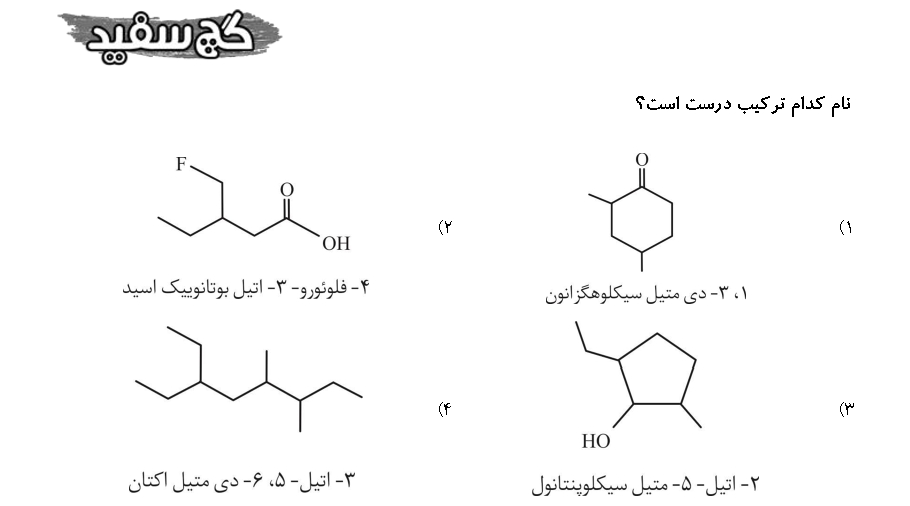 گچ سفید
نام کدام ترکیب درست است؟
(۱
O
۱، ۳- دی متیل سیکلوهگزانون
(۲
F
O
OH
۴- فلوئورو- ۳- اتیل بوتانوییک اسید
(۳
HO
۲- اتیل- ۵- متیل سیکلوپنتانول
(۴
۳- اتیل- ۵، ۶- دی متیل اکتان